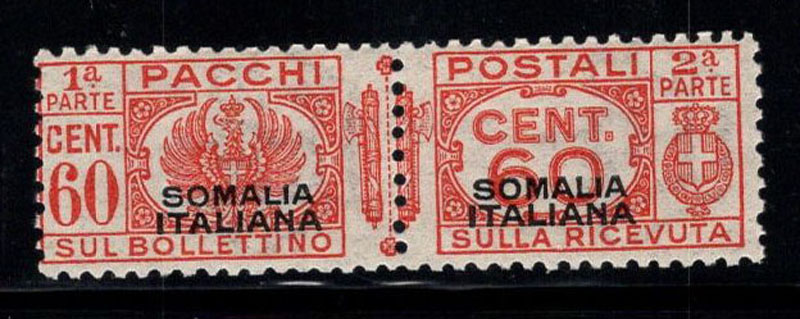 1ª PARTE PACCHI
CENT. 60
SOMALIA
ITALIANA
SUL BOLLETTINO
POSTALI 2ª PARTE
CENT. 60
SOMALIA
ITALIANA
SULLA RICEVUTA